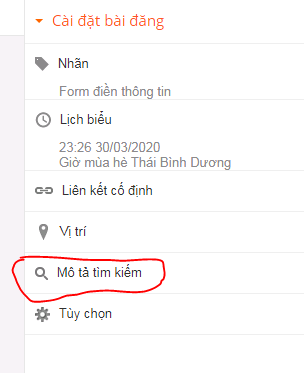 Cài đặt bài đăng
Nhãn
Form điền thông tin
Lịch biểu
23:26 30/03/2020
Giờ mùa hè Thái Bình Dương
Liên kết cố định
Vị trí
Mô tả tìm kiếm
Tùy chọn